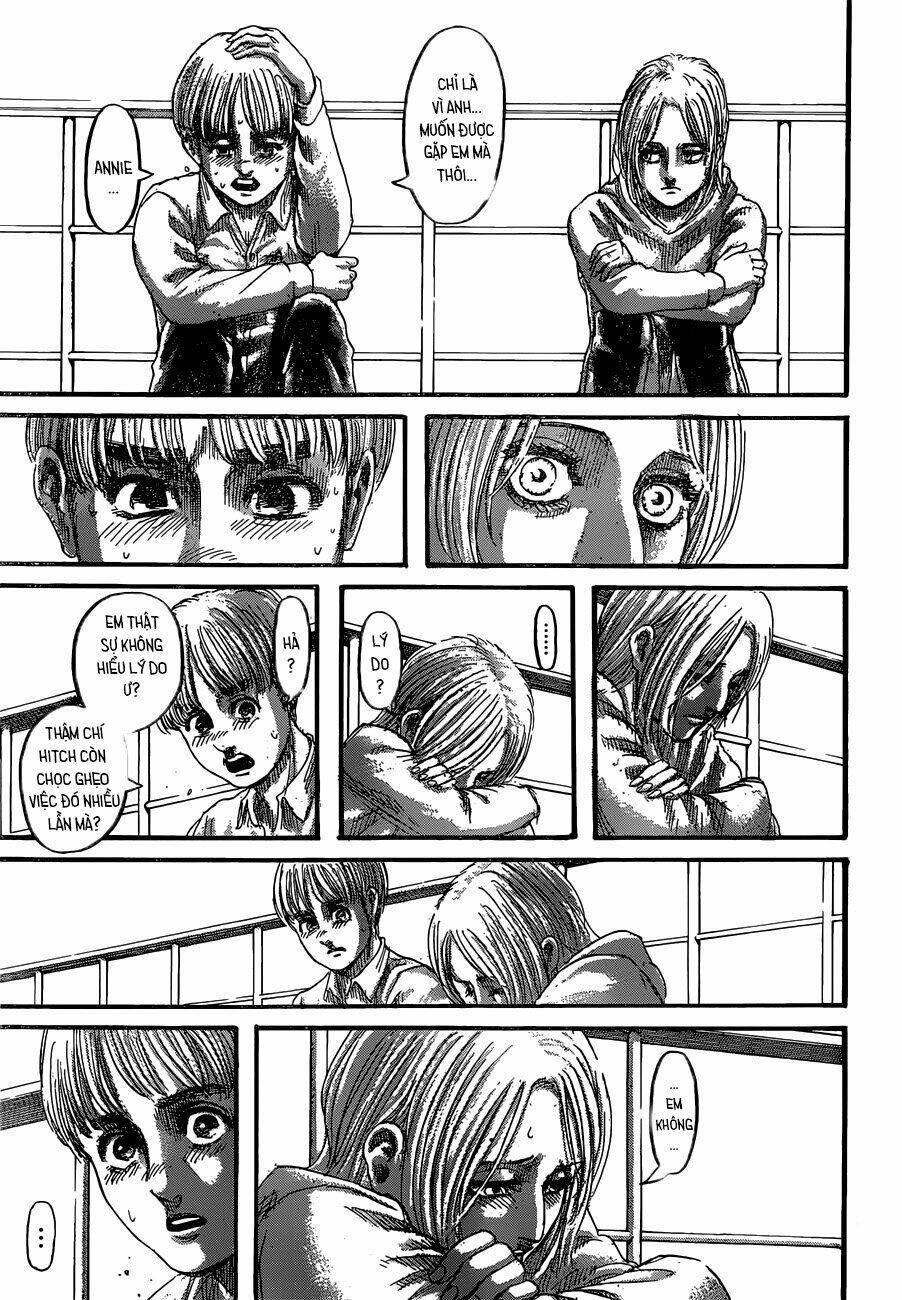 CHỈ LÀ
VÌ ANH...
MUỐN ĐƯỢC
GẶP EM MÀ
THÔI...
ANNIE
...
......
LÝ
DO
?
HẢ
?
EM THẬT
SỰ KHÔNG
HIỂU LÝ DO
Ư?
THẬM CHÍ
HITCH CÒN
CHỌC GHẸO
VIỆC ĐÓ NHIỀU
LẦN MÀ?
...
EM
KHÔNG
...
...